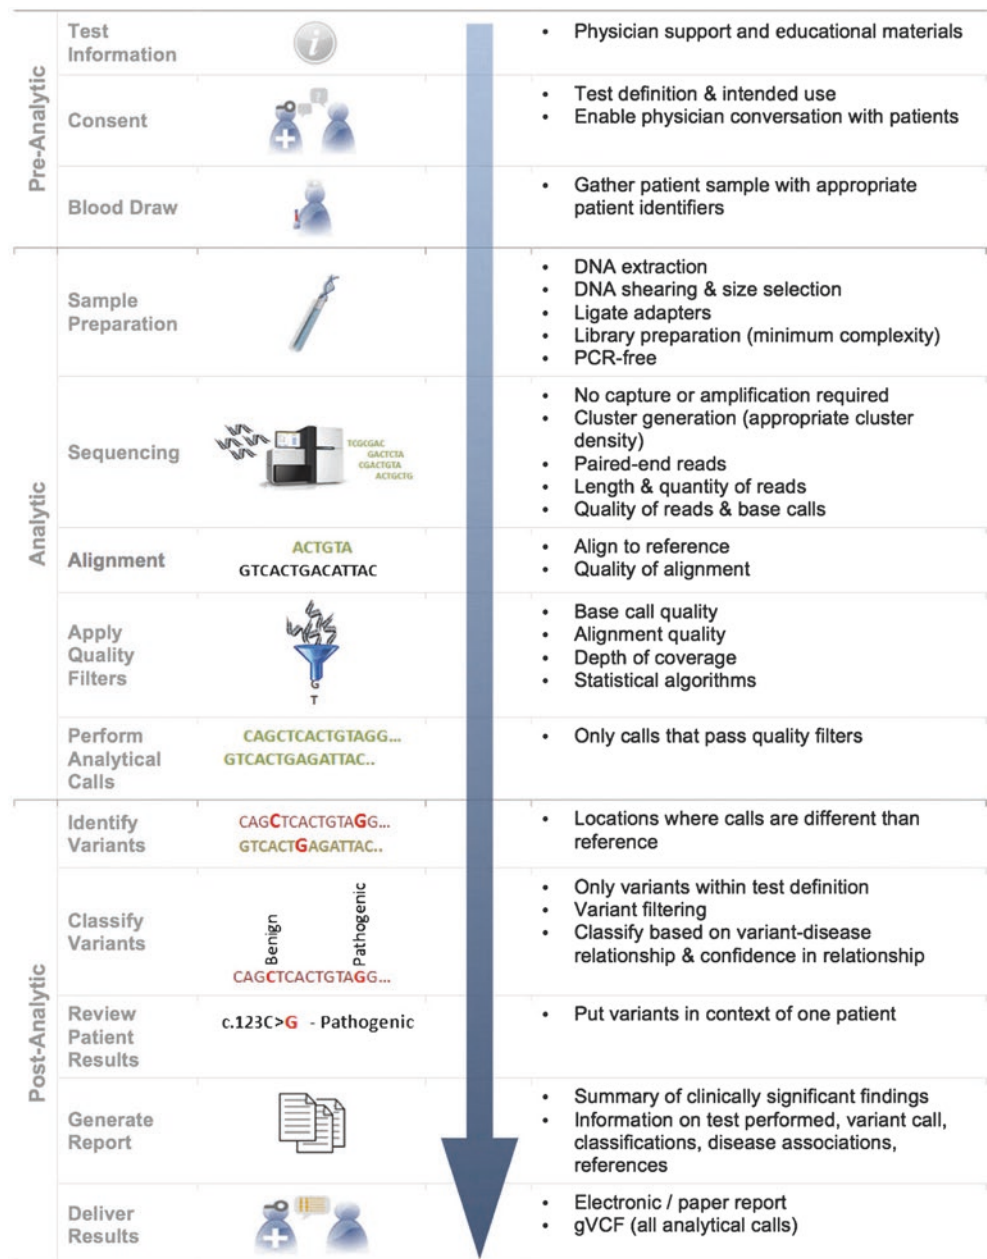 Pre-Analytic
Test
Information
i
• Physician support and educational materials
Consent
• Test definition & intended use
• Enable physician conversation with patients
Blood Draw
• Gather patient sample with appropriate
patient identifiers
Analytic
Sample
Preparation
• DNA extraction
• DNA shearing & size selection
• Ligate adapters
• Library preparation (minimum complexity)
• PCR-free
Sequencing
TCGCGAC
GACTCTA
CGACTGTA
ACTGCTG
• No capture or amplification required
• Cluster generation (appropriate cluster
density)
• Paired-end reads
• Length & quantity of reads
• Quality of reads & base calls
Alignment
ACTGTA
GTCACTGACATTAC
• Align to reference
• Quality of alignment
Apply
Quality
Filters
G
T
• Base call quality
• Alignment quality
• Depth of coverage
• Statistical algorithms
Perform
Analytical
Calls
CAGCTCACTGTAGG...
GTCACTGAGATTAC..
• Only calls that pass quality filters
Post-Analytic
Identify
Variants
CAGCTCACTGTAGG...
GTCACTGAGATTAC..
• Locations where calls are different than
reference
Classify
Variants
Benign
Pathogenic
CAGCTCACTGTAGG...
• Only variants within test definition
• Variant filtering
• Classify based on variant-disease
relationship & confidence in relationship
Review
Patient
Results
c.123C>G - Pathogenic
• Put variants in context of one patient
Generate
Report
• Summary of clinically significant findings
• Information on test performed, variant call,
classifications, disease associations,
references
Deliver
Results
• Electronic / paper report
• gVCF (all analytical calls)